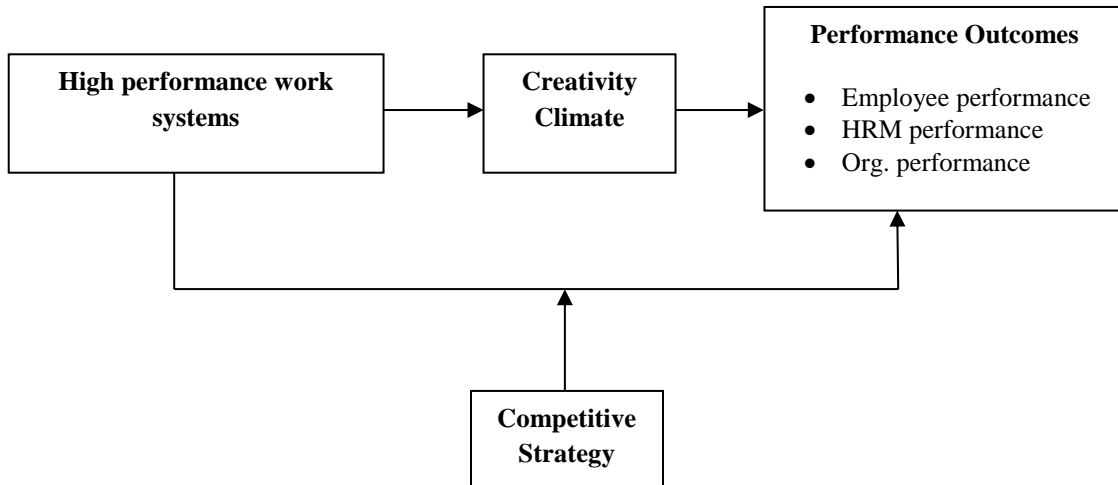 High performance work
systems
Creativity
Climate
Performance Outcomes
• Employee performance
• HRM performance
• Org. performance
Competitive
Strategy